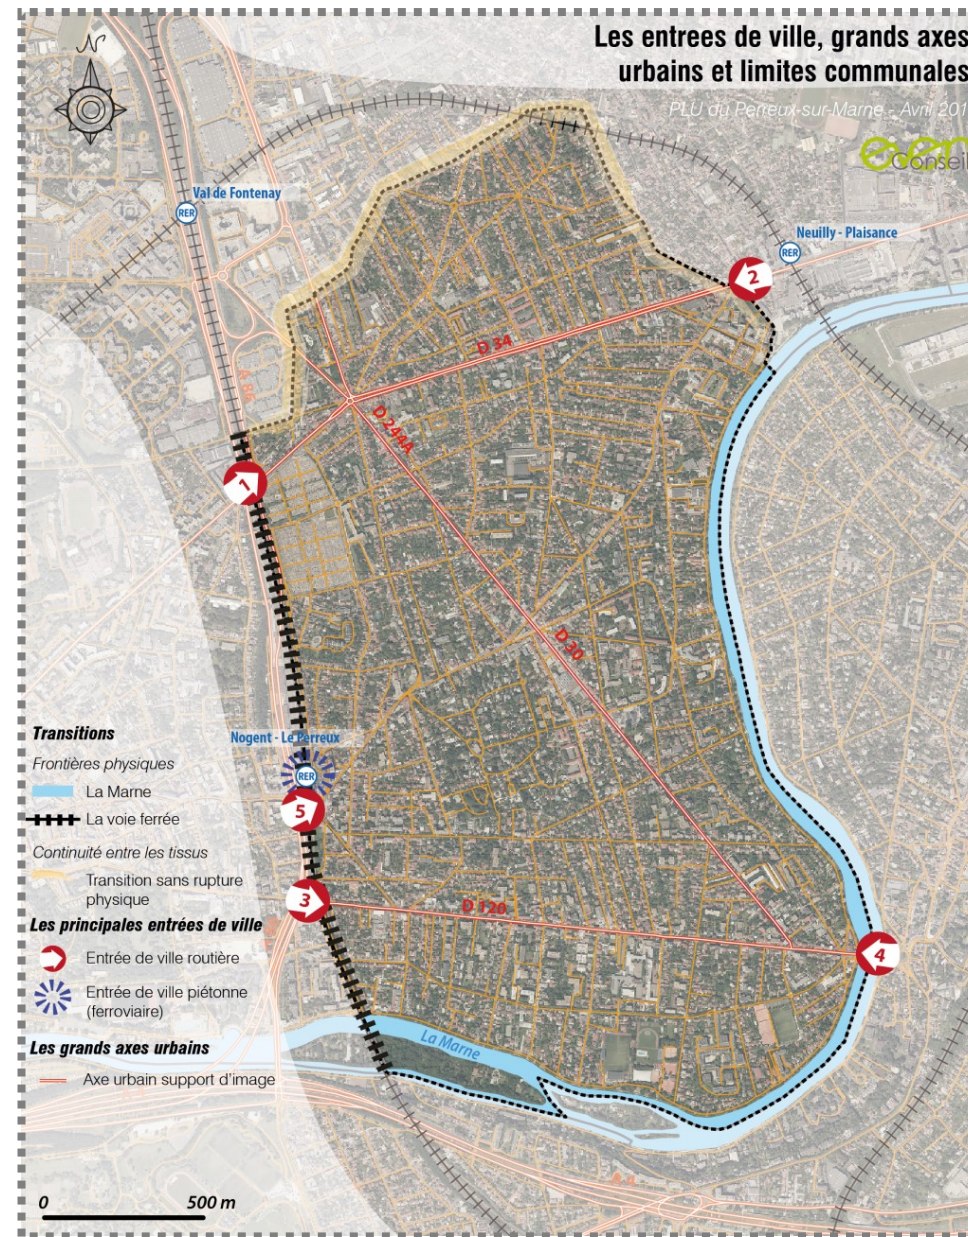 Les entrees de ville, grands axes
urbains et limites communales
PLU du Perreux-sur-Marne - Avril 201
even
Conseil
N
Val de Fontenay
RER
Neuilly - Plaisance
RER
2
D 34
D 244A
1
D 30
Nogent - Le Perreux
RER
5
3
D 120
4
La Marne
Transitions
Frontières physiques
La Marne
La voie ferrée
Continuité entre les tissus
Transition sans rupture
physique
Les principales entrées de ville
Entrée de ville routière
Entrée de ville piétonne
(ferroviaire)
Les grands axes urbains
Axe urbain support d'image
A 4
0
500 m